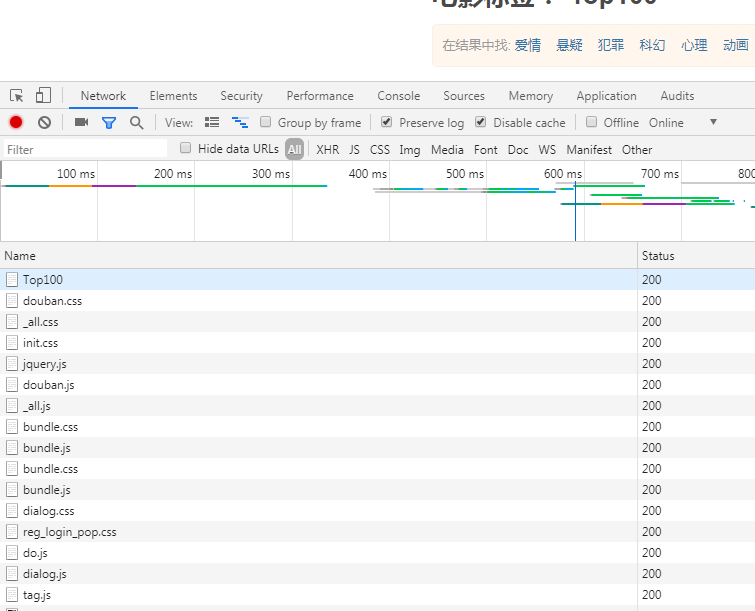 电影标签： Top100
在结果中找: 爱情 悬疑 犯罪 科幻 心理 动画
Network Elements Security Performance Console Sources Memory Application Audits
View: Group by frame Preserve log Disable cache Offline Online
Filter Hide data URLs All XHR JS CSS Img Media Font Doc WS Manifest Other
100 ms 200 ms 300 ms 400 ms 500 ms 600 ms 700 ms 800
Name Status
Top100 200
douban.css 200
_all.css 200
init.css 200
jquery.js 200
douban.js 200
_all.js 200
bundle.css 200
bundle.js 200
bundle.css 200
bundle.js 200
dialog.css 200
reg_login_pop.css 200
do.js 200
dialog.js 200
tag.js 200